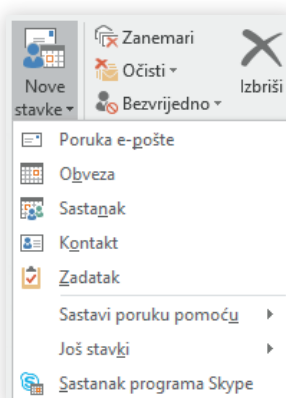 Nove
stavke
Zanemari
Očisti
Bezvrijedno
Izbriši
Poruka e-pošte
Obveza
Sastanak
Kontakt
Zadatak
Sastavi poruku pomoću
Još stavki
Sastanak programa Skype